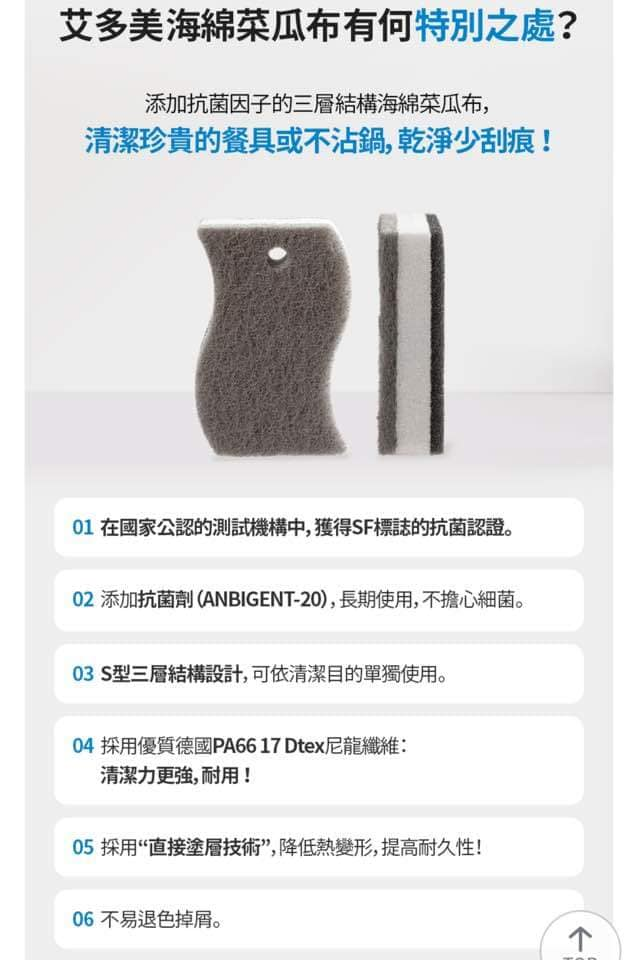 艾多美海綿菜瓜布有何特別之處？
添加抗菌因子的三層結構海綿菜瓜布，
清潔珍貴的餐具或不沾鍋，乾淨少刮痕！
01 在國家公認的測試機構中，獲得SF標誌的抗菌認證。
02 添加抗菌劑（ANBIGENT-20），長期使用，不擔心細菌。
03 S型三層結構設計，可依清潔目的單獨使用。
04 採用優質德國PA66 17 Dtex尼龍纖維：
清潔力更強，耐用！
05 採用“直接塗層技術”，降低熱變形，提高耐久性！
06 不易退色掉屑。
TOP